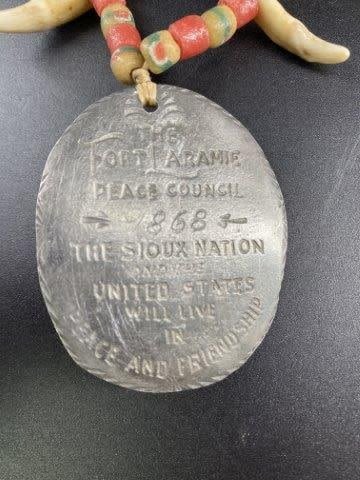 THE
FORT LARAMIE
PEACE COUNCIL
1868
THE SIOUX NATION
AND THE
UNITED STATES
WILL LIVE
IN
PEACE AND FRIENDSHIP